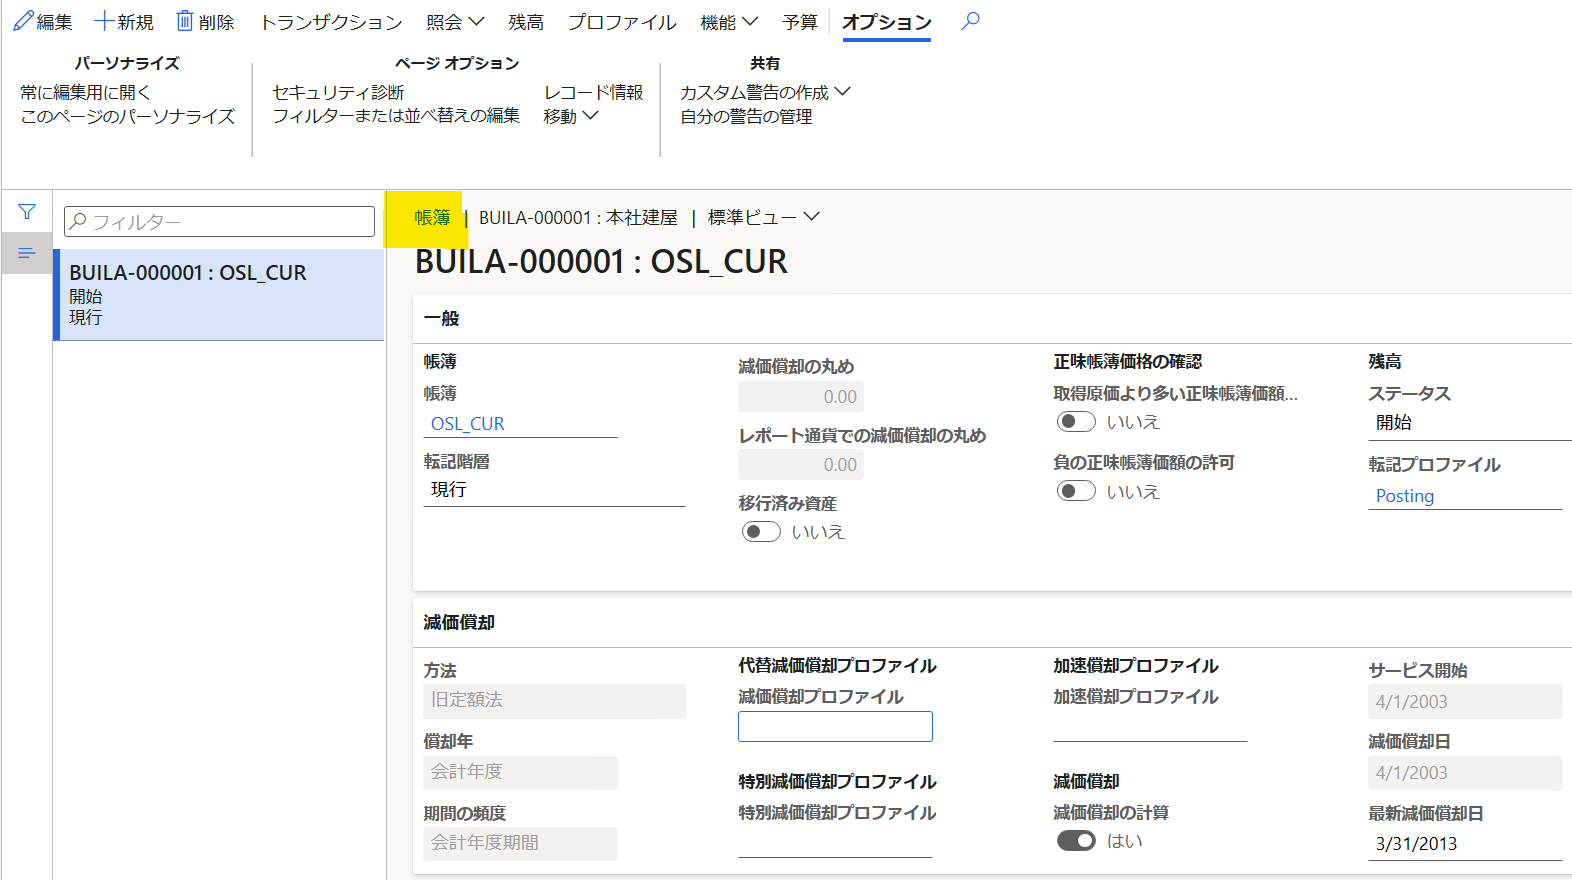 編集 新規 削除 トランザクション 照会 残高 プロファイル 機能 予算 オプション
パーソナライズ
常に編集用に開く
このページのパーソナライズ
ページ オプション
セキュリティ診断
フィルターまたは並べ替えの編集
レコード情報
移動
共有
カスタム警告の作成
自分の警告の管理
フィルター
BUILA-000001 : OSL_CUR
開始
現行
帳簿 | BUILA-000001 : 本社建屋 | 標準ビュー
BUILA-000001 : OSL_CUR
一般
帳簿
帳簿
OSL_CUR
転記階層
現行
減価償却の丸め
0.00
レポート通貨での減価償却の丸め
0.00
移行済み資産
いいえ
正味帳簿価格の確認
取得原価より多い正味帳簿価額...
いいえ
負の正味帳簿価額の許可
いいえ
残高
ステータス
開始
転記プロファイル
Posting
減価償却
方法
旧定額法
償却年
会計年度
期間の頻度
会計年度期間
代替減価償却プロファイル
減価償却プロファイル
特別減価償却プロファイル
特別減価償却プロファイル
加速償却プロファイル
加速償却プロファイル
減価償却
減価償却の計算
はい
サービス開始
4/1/2003
減価償却日
4/1/2003
最新減価償却日
3/31/2013